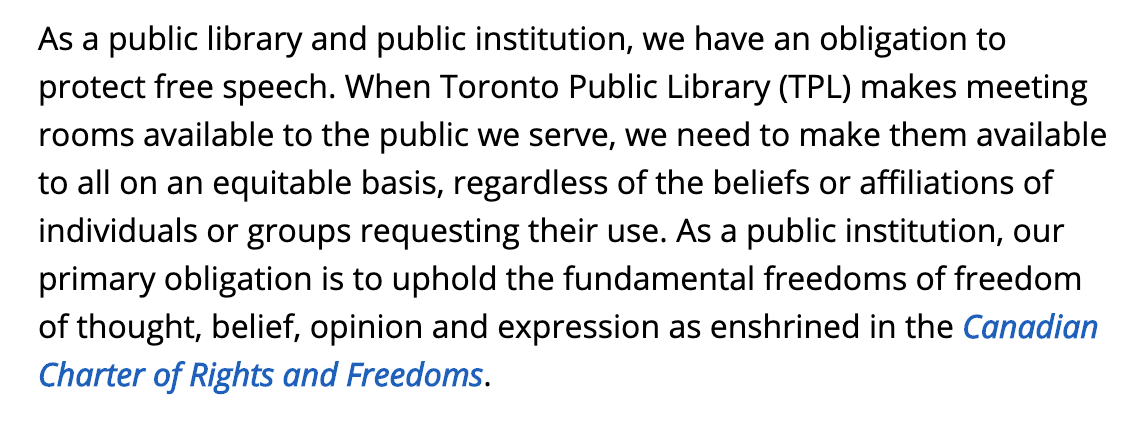 As a public library and public institution, we have an obligation to
protect free speech. When Toronto Public Library (TPL) makes meeting
rooms available to the public we serve, we need to make them available
to all on an equitable basis, regardless of the beliefs or affiliations of
individuals or groups requesting their use. As a public institution, our
primary obligation is to uphold the fundamental freedoms of freedom
of thought, belief, opinion and expression as enshrined in the Canadian
Charter of Rights and Freedoms.